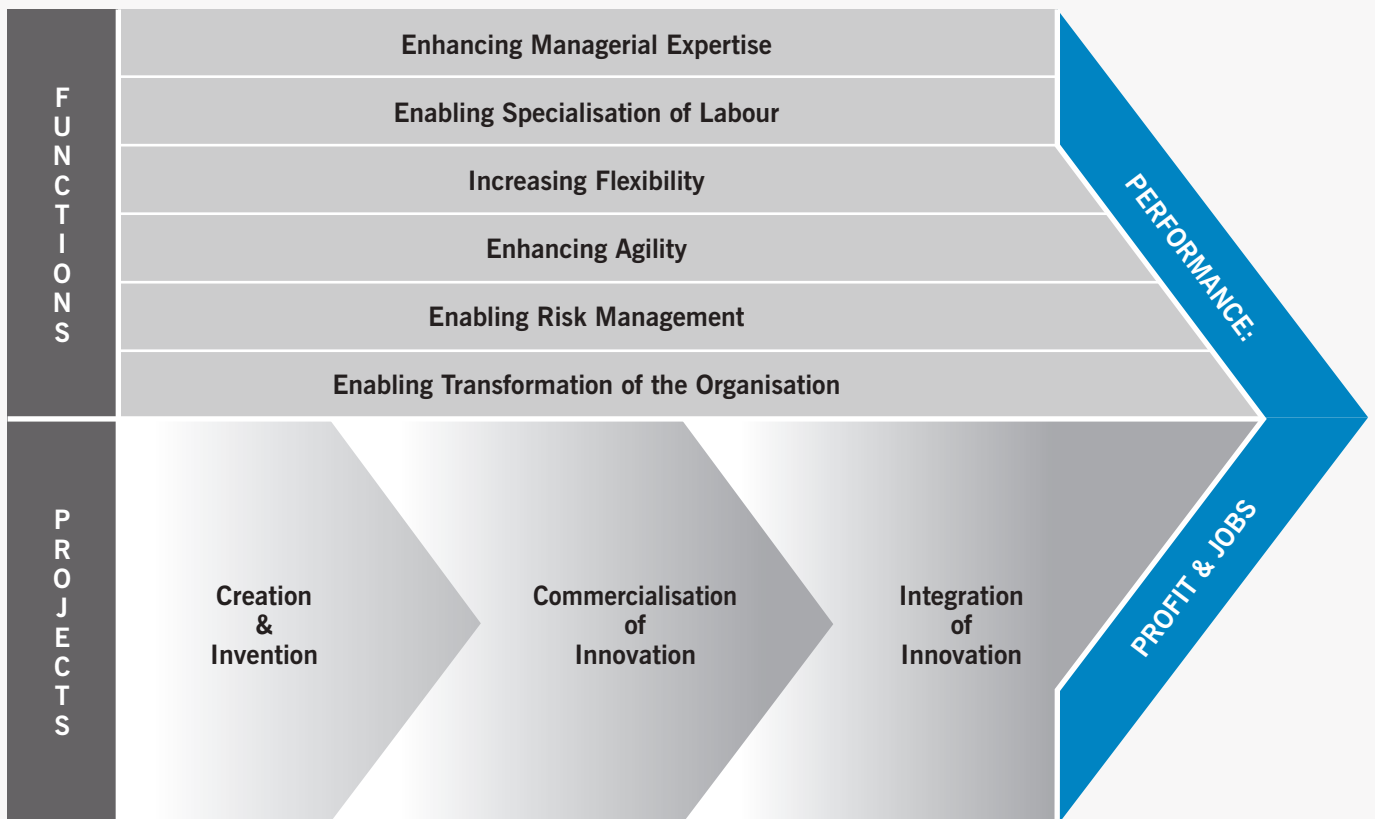 FUNCTIONS
Enhancing Managerial Expertise
Enabling Specialisation of Labour
Increasing Flexibility
Enhancing Agility
Enabling Risk Management
Enabling Transformation of the Organisation
PERFORMANCE:
PROJECTS
Creation
&
Invention
Commercialisation
of
Innovation
Integration
of
Innovation
PROFIT & JOBS